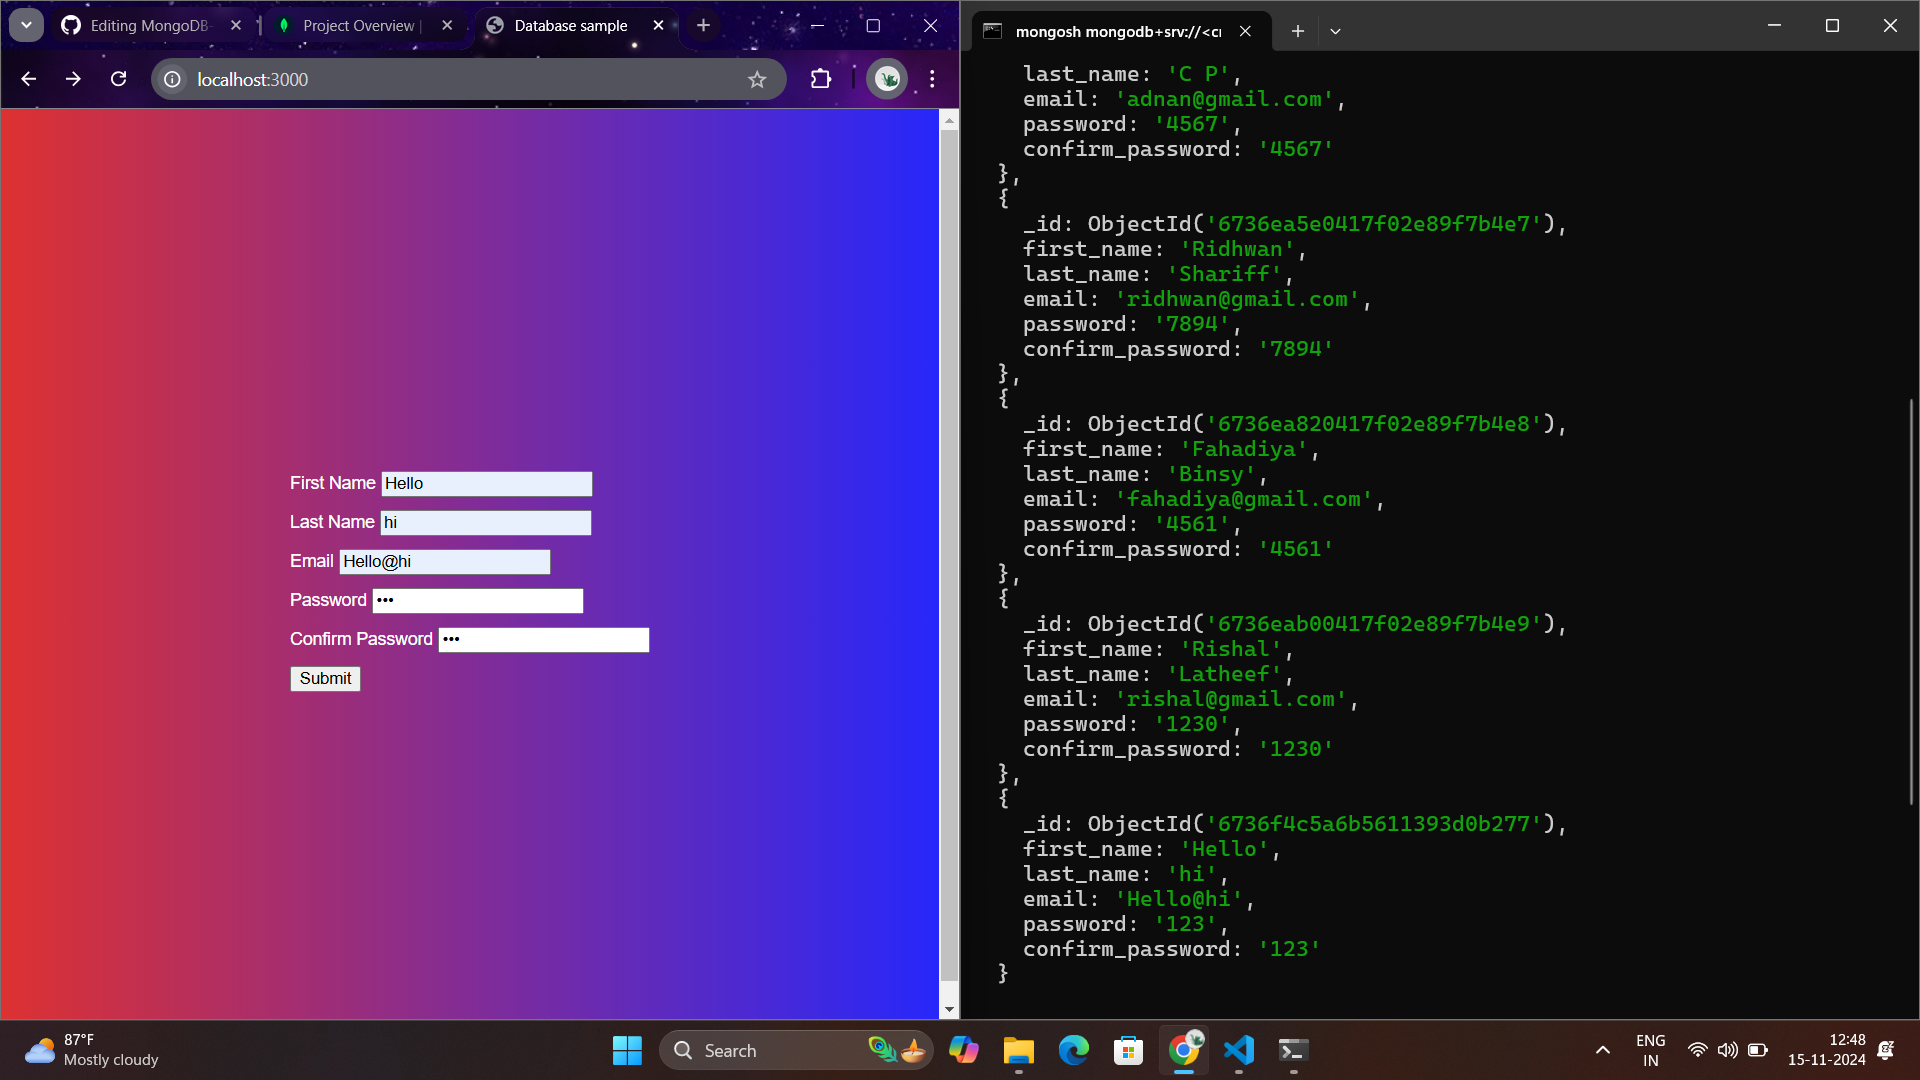 Editing MongoDB-
Project Overview |
Database sample
localhost:3000
First Name Hello
Last Name hi
Email Hello@hi
Password •••
Confirm Password •••
Submit
mongosh mongodb+srv://<cr
last_name: 'C P',
email: 'adnan@gmail.com',
password: '4567',
confirm_password: '4567'
},
{
_id: ObjectId('6736ea5e0417f02e89f7b4e7'),
first_name: 'Ridhwan',
last_name: 'Shariff',
email: 'ridhwan@gmail.com',
password: '7894',
confirm_password: '7894'
},
{
_id: ObjectId('6736ea820417f02e89f7b4e8'),
first_name: 'Fahadiya',
last_name: 'Binsy',
email: 'fahadiya@gmail.com',
password: '4561',
confirm_password: '4561'
},
{
_id: ObjectId('6736eab00417f02e89f7b4e9'),
first_name: 'Rishal',
last_name: 'Latheef',
email: 'rishal@gmail.com',
password: '1230',
confirm_password: '1230'
},
{
_id: ObjectId('6736f4c5a6b5611393d0b277'),
first_name: 'Hello',
last_name: 'hi',
email: 'Hello@hi',
password: '123',
confirm_password: '123'
}
87°F
Mostly cloudy
Search
ENG
IN
12:48
15-11-2024